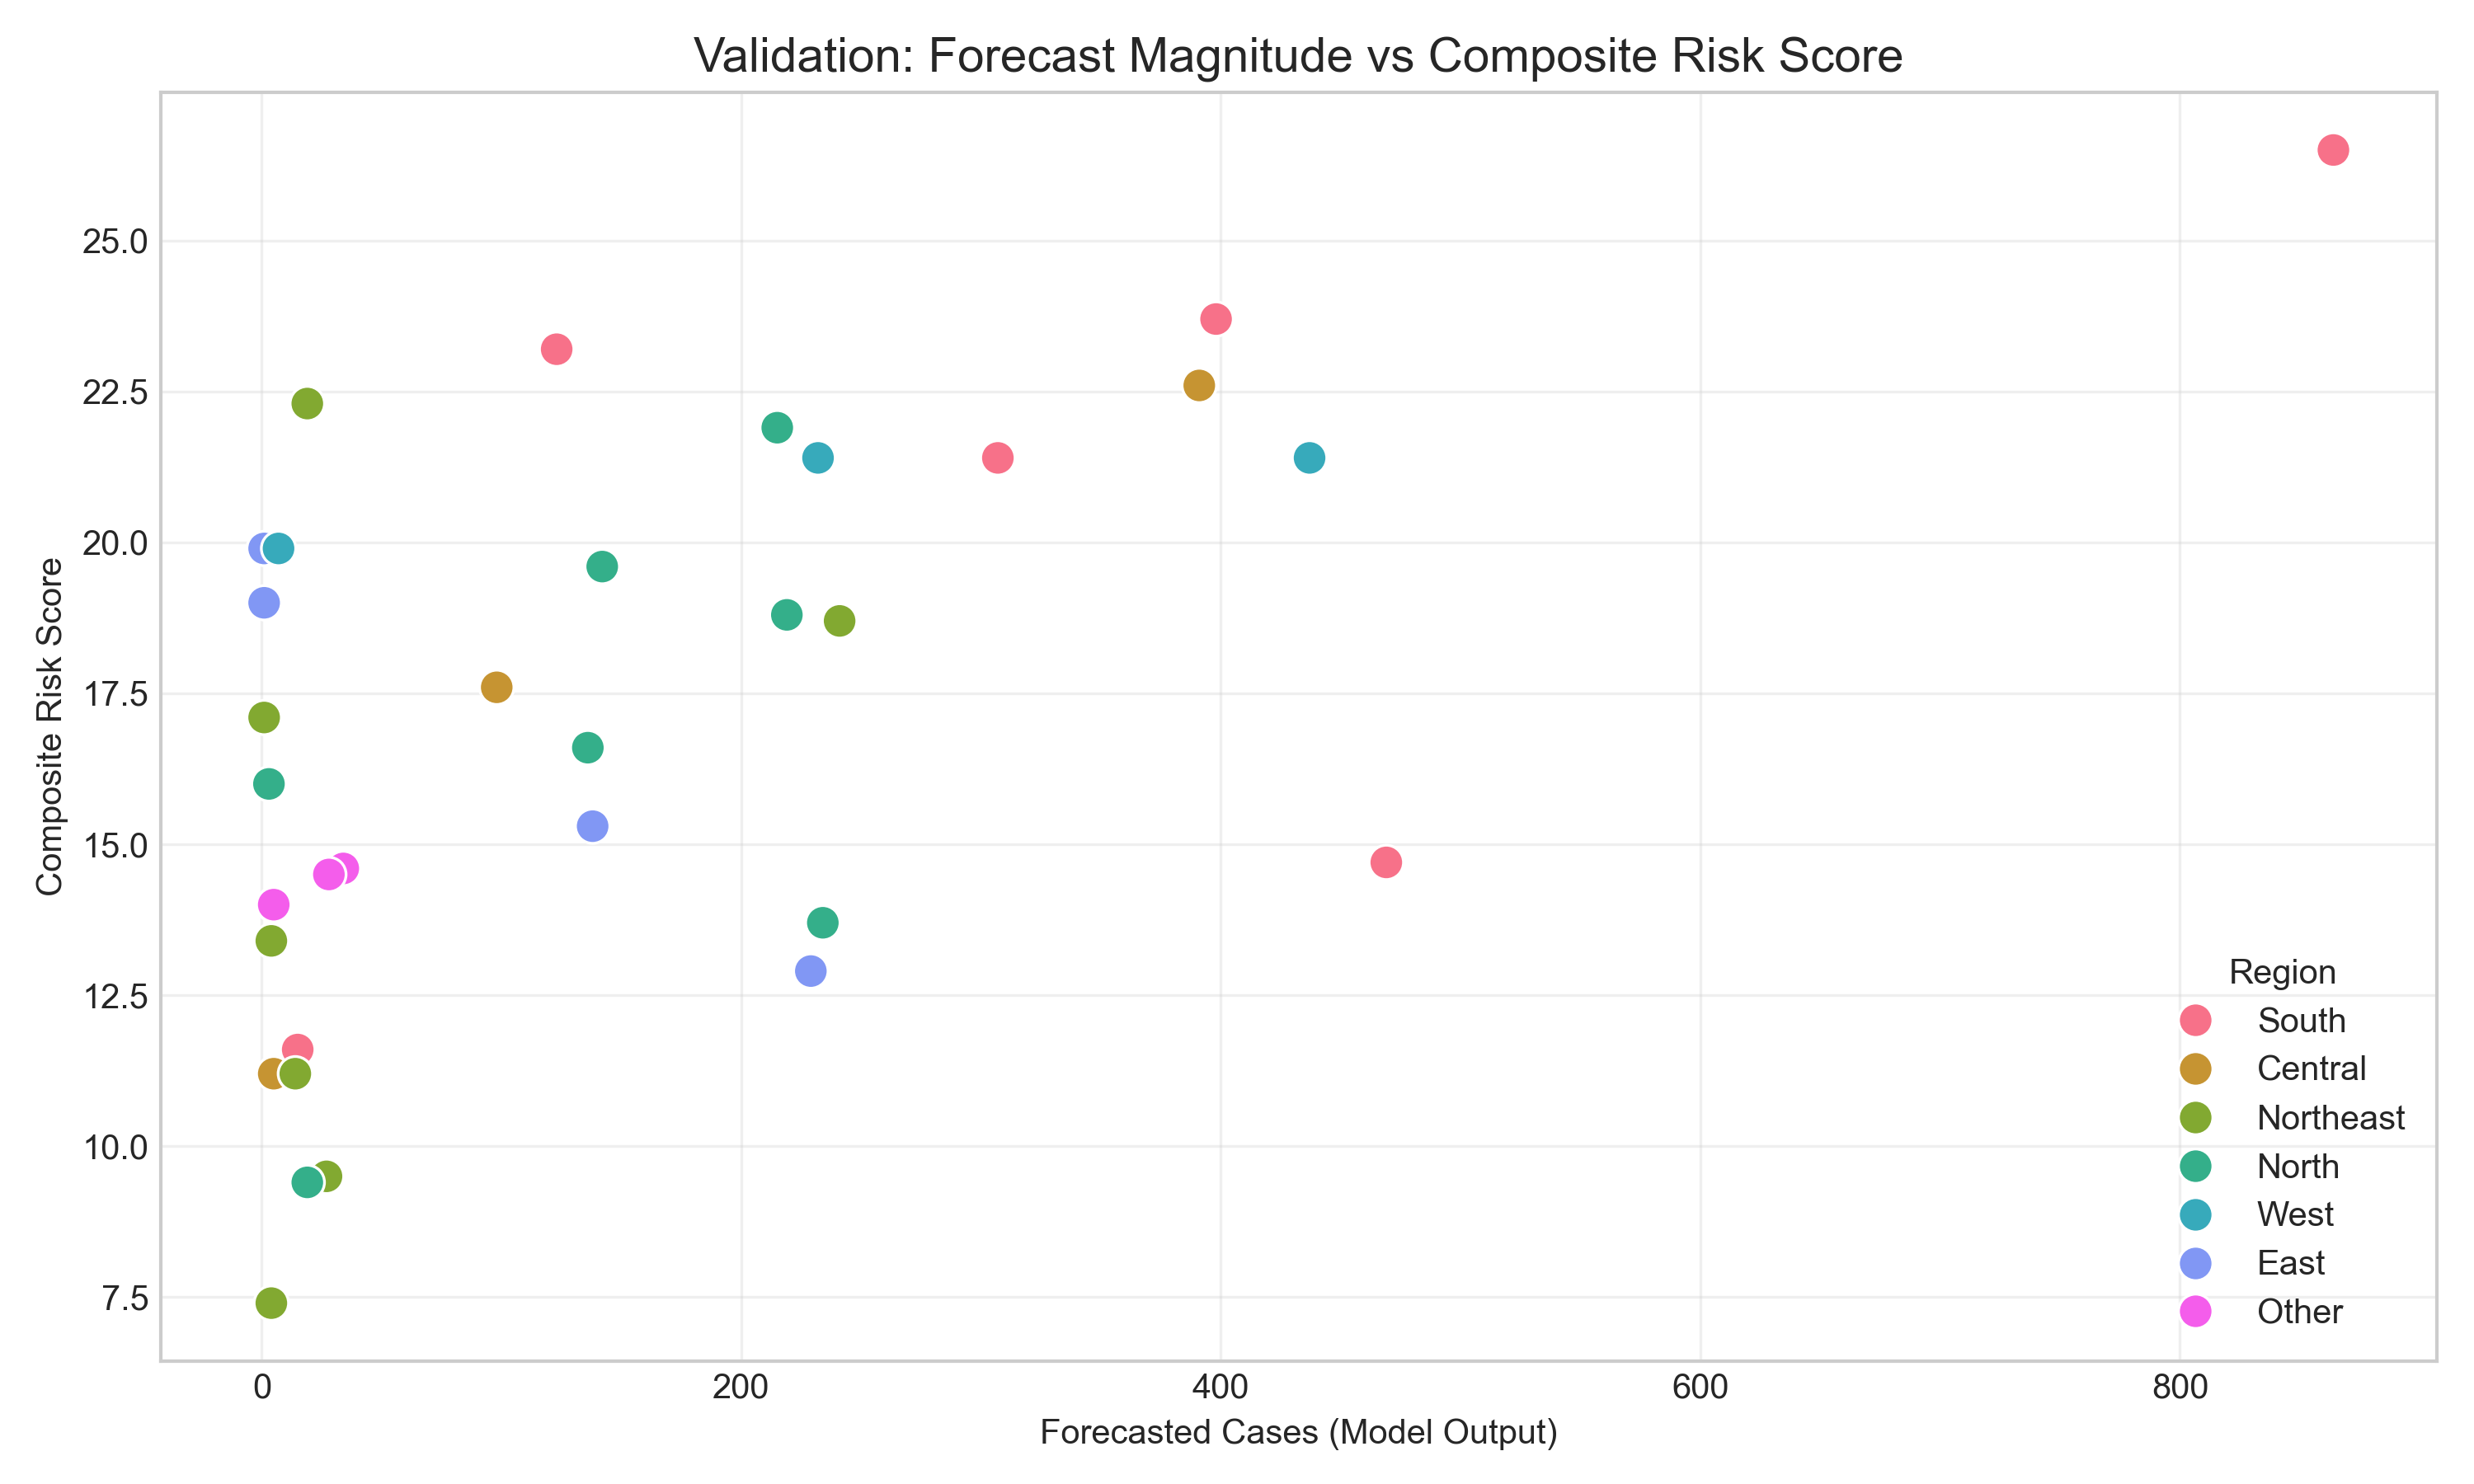 Validation: Forecast Magnitude vs Composite Risk Score
Composite Risk Score
25.0
22.5
20.0
17.5
15.0
12.5
10.0
7.5
0
200
400
600
800
Forecasted Cases (Model Output)
Region
South
Central
Northeast
North
West
East
Other